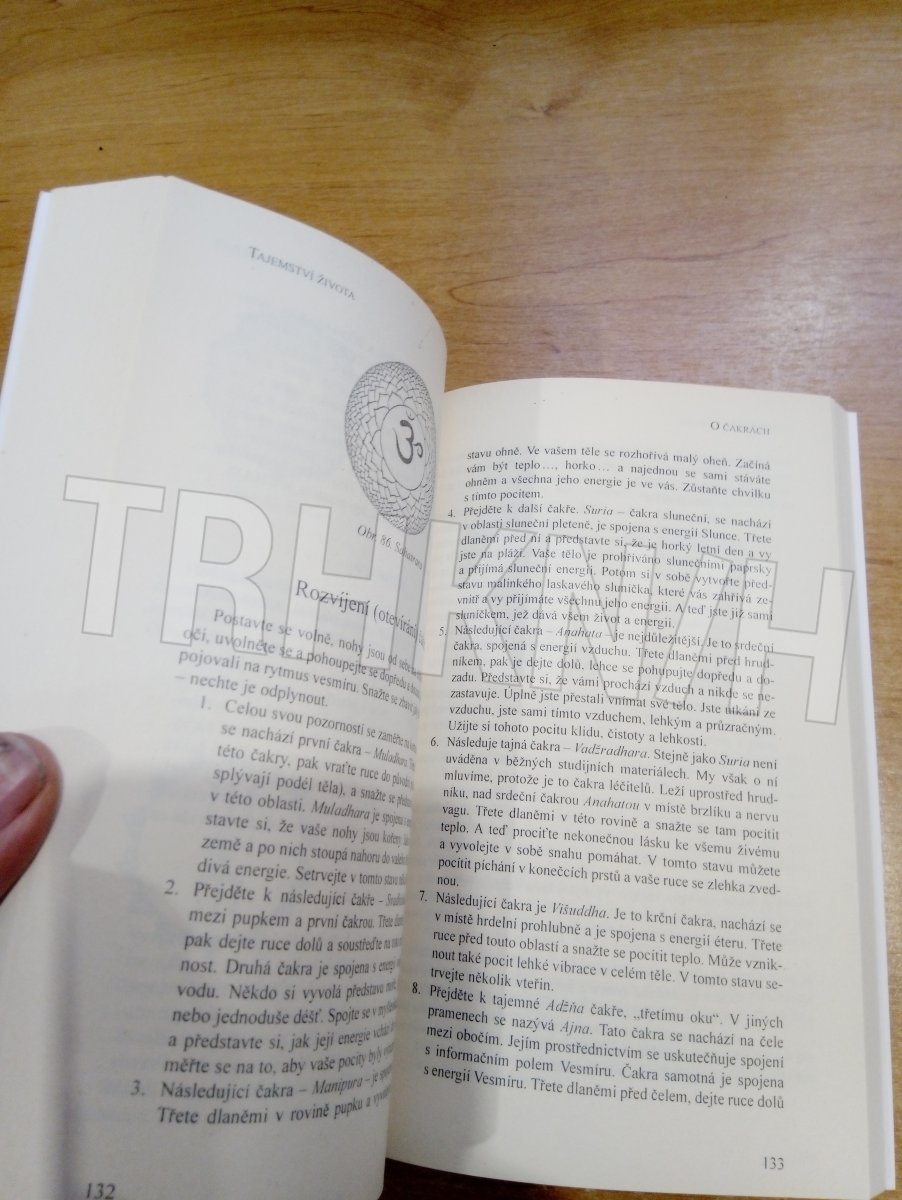 TAJEMSTVÍ ŽIVOTA
Obr. 86.
Rozvíjení (otevírání)
Postavte se volně, nohy jsou od sebe
očí, uvolněte se a pohoupejte se dopředu a
pojovali na rytmus vesmíru. Snažte se
– nechte je odplynout.
1. Celou svou pozornost zaměřte na
se nachází první čakra – Muladhara.
této čakry, pak vraťte ruce do
splývají podél těla), a snažte se
v této oblasti. Muladhara je spojena s
stavte si, že vaše nohy jsou kořeny
země a po nich stoupá nahoru do vašeho
dívá energie. Setrvejte v tomto stavu
2. Přejděte k následující čakře –
mezi pupkem a první čakrou. Třete
pak dejte ruce dolů a soustřeďte na
nost. Druhá čakra je spojena s energií
vodu. Někdo si vyvolá představu moře,
nebo jednoduše déšť. Spojte se v
a představte si, jak její energie vchází
měřte se na to, aby vaše pocity byly
3. Následující čakra – Manipura – je
Třete dlaněmi v rovině pupku a
132
O ČAKRÁCH
stavu ohně. Ve vašem těle se rozhořívá malý oheň. Začíná
vám být teplo…, horko… a najednou se sami stáváte
ohněm a všechna jeho energie je ve vás. Zůstaňte chvilku
s tímto pocitem.
4. Přejděte k další čakře. Suria – čakra sluneční, se nachází
v oblasti sluneční pleteně, je spojena s energií Slunce. Třete
dlaněmi před ní a představte si, že je horký letní den a vy
jste na pláži. Vaše tělo je prohříváno slunečními paprsky
a přijímá sluneční energii. Potom si v sobě vytvořte před-
stavu malinkého laskavého sluníčka, které vás zahřívá ze-
vnitř a vy přijímáte všechnu jeho energii. A teď jste již sami
sluníčkem, jež dává všem život a energii.
5. Následující čakra – Anahata – je nejdůležitější. Je to srdeční
čakra, spojená s energií vzduchu. Třete dlaněmi před hrud-
níkem, pak je dejte dolů, lehce se pohupujte dopředu a do-
zadu. Představte si, že vámi prochází vzduch a nikde se ne-
zastavuje. Úplně jste přestali vnímat své tělo. Jste utkáni ze
vzduchu, jste sami tímto vzduchem, lehkým a průzračným.
Užijte si tohoto pocitu klidu, čistoty a lehkosti.
6. Následuje tajná čakra – Vadžradhara. Stejně jako Suria není
uváděna v běžných studijních materiálech. My však o ní
mluvíme, protože je to čakra léčitelů. Leží uprostřed hrud-
níku, nad srdeční čakrou Anahatou v místě brzlíku a nervu
vagu. Třete dlaněmi v této rovině a snažte se tam pocítit
teplo. A teď prociťte nekonečnou lásku ke všemu živému
a vyvolejte v sobě snahu pomáhat. V tomto stavu můžete
pocítit píchání v konečcích prstů a vaše ruce se zlehka zved-
nou.
7. Následující čakra je Višuddha. Je to krční čakra, nachází se
v místě hrdelní prohlubně a je spojena s energií éteru. Třete
ruce před touto oblastí a snažte se pocítit teplo. Může vznik-
nout také pocit lehké vibrace v celém těle. V tomto stavu se-
trvejte několik vteřin.
8. Přejděte k tajemné Adžňa čakře, „třetímu oku“. V jiných
pramenech se nazývá Ajna. Tato čakra se nachází na čele
mezi obočím. Jejím prostřednictvím se uskutečňuje spojení
s informačním polem Vesmíru. Čakra samotná je spojena
s energií Vesmíru. Třete dlaněmi před čelem, dejte ruce dolů
133
TRHKNIH